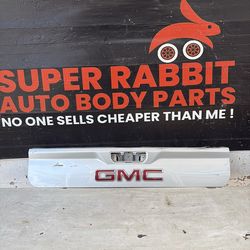 SUPER RABBIT
AUTO BODY PARTS
NO ONE SELLS CHEAPER THAN ME !
GMC